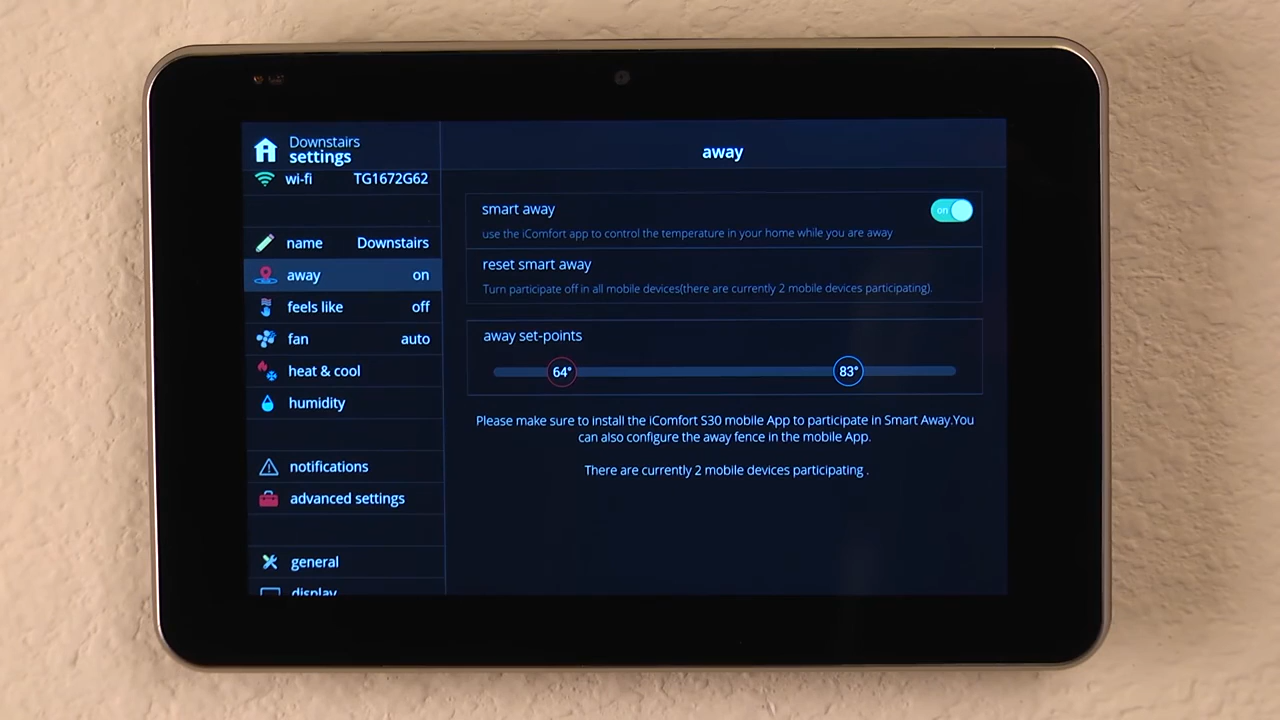 Downstairs
settings
wi-fi TG1672G62
name Downstairs
away on
feels like off
fan auto
heat & cool
humidity
notifications
advanced settings
general
display
away
smart away
on
use the iComfort app to control the temperature in your home while you are away
reset smart away
Turn participate off in all mobile devices(there are currently 2 mobile devices participating).
away set-points
64° 83°
Please make sure to install the iComfort S30 mobile App to participate in Smart Away.You
can also configure the away fence in the mobile App.
There are currently 2 mobile devices participating .